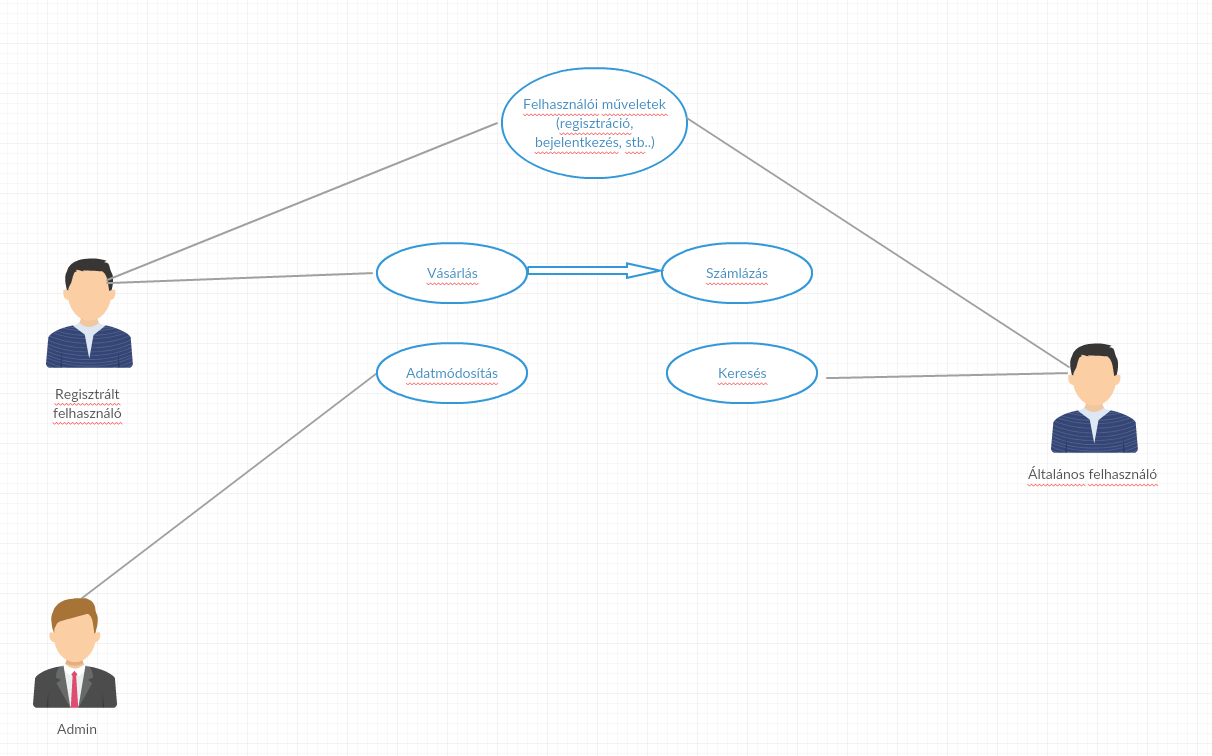 Felhasználói műveletek
(regisztráció,
bejelentkezés, stb..)
Vásárlás
Számlázás
Adatmódosítás
Keresés
Regisztrált
felhasználó
Általános felhasználó
Admin